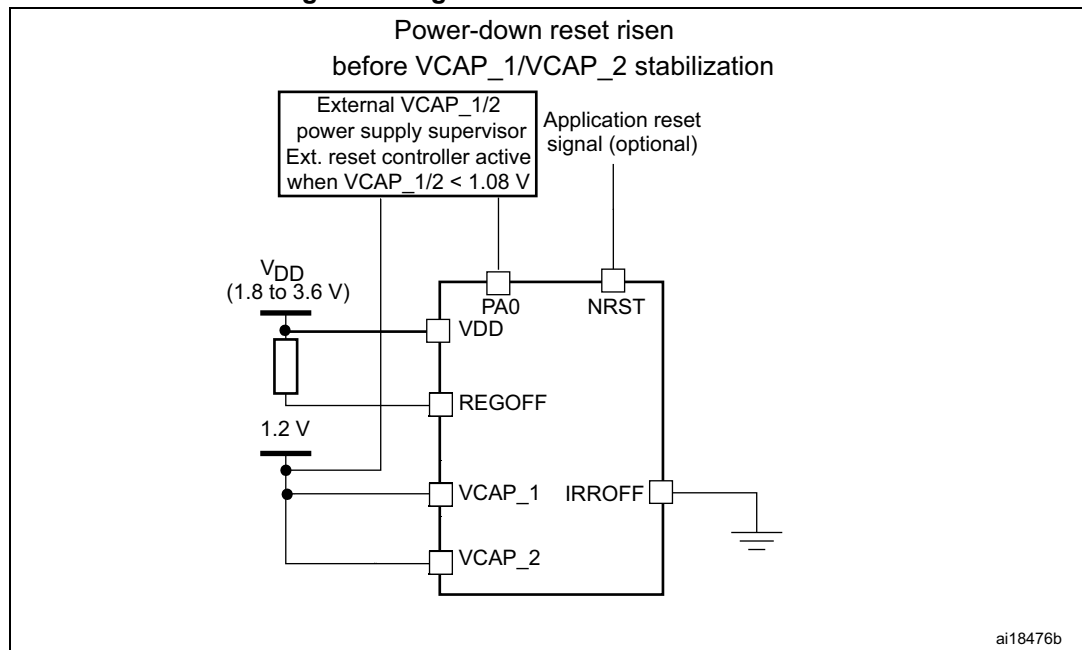 Power-down reset risen
before VCAP_1/VCAP_2 stabilization
External VCAP_1/2
power supply supervisor
Ext. reset controller active
when VCAP_1/2 < 1.08 V
Application reset
signal (optional)
VDD
(1.8 to 3.6 V)
PA0
NRST
VDD
REGOFF
1.2 V
VCAP_1
IRROFF
VCAP_2
ai18476b